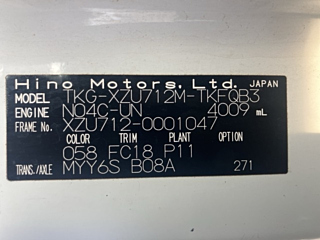 Hino Motors, Ltd. JAPAN
MODEL TKG-XZU712M-TKFQB3
ENGINE N04C-UN 4009 mL
FRAME No. XZU712-0001047
COLOR TRIM PLANT OPTION
058 FC18 P11
TRANS./AXLE MYY6S B08A 271